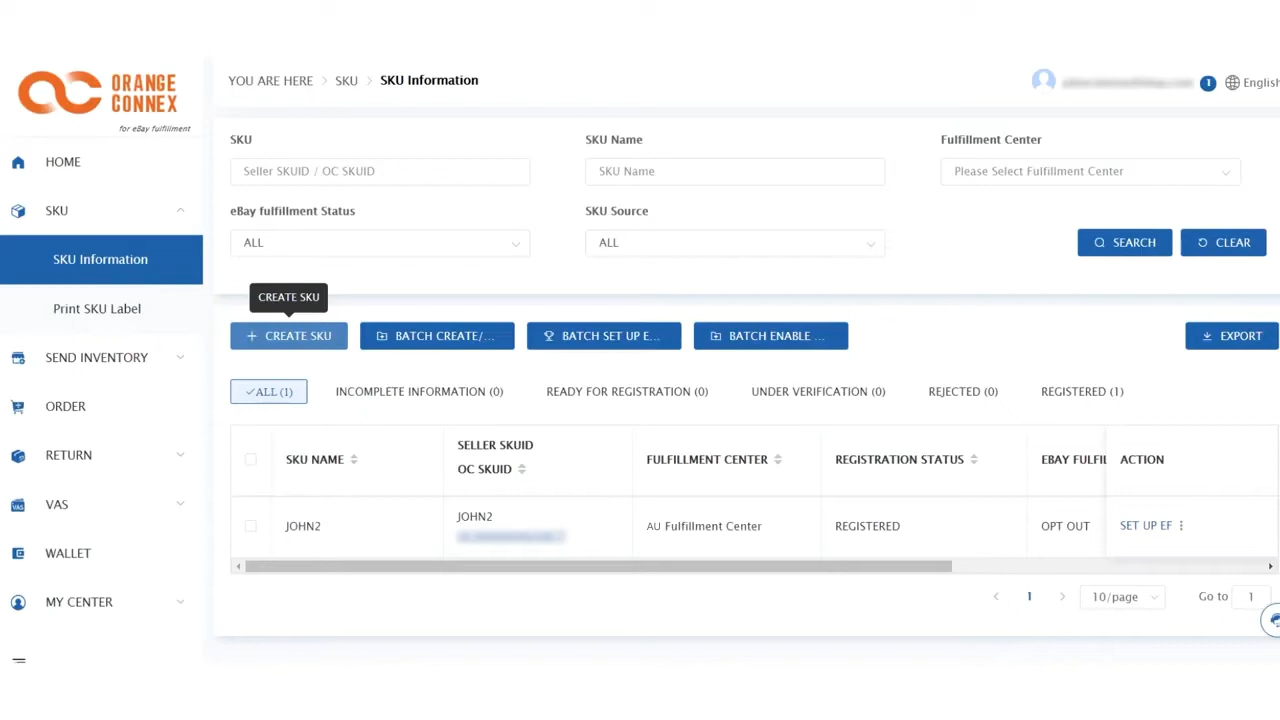 ORANGE
CONNEX
for eBay fulfillment
HOME
SKU
SKU Information
Print SKU Label
SEND INVENTORY
ORDER
RETURN
VAS
VAS
WALLET
MY CENTER
YOU ARE HERE > SKU > SKU Information
1
English
SKU
SKU Name
Fulfillment Center
Seller SKUID / OC SKUID
SKU Name
Please Select Fulfillment Center
eBay fulfillment Status
SKU Source
ALL
ALL
SEARCH
CLEAR
CREATE SKU
+ CREATE SKU
BATCH CREATE/...
BATCH SET UP E...
BATCH ENABLE ...
EXPORT
ALL (1)
INCOMPLETE INFORMATION (0)
READY FOR REGISTRATION (0)
UNDER VERIFICATION (0)
REJECTED (0)
REGISTERED (1)
SKU NAME
SELLER SKUID
OC SKUID
FULFILLMENT CENTER
REGISTRATION STATUS
EBAY FULFIL
ACTION
JOHN2
JOHN2
AU Fulfillment Center
REGISTERED
OPT OUT
SET UP EF
1
10/page
Go to
1